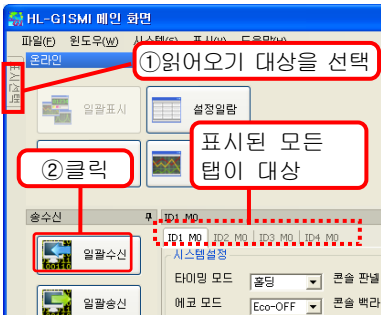 HL-G1SMI 메인 화면
파일(F) 윈도우(W) 시스템(S) 표시(V) 도움말(H)
온라인
①읽어오기 대상을 선택
표시선택
일괄표시
설정일람
②클릭
표시된 모든
탭이 대상
송수신
ID1 M0
일괄수신
ID1 M0 ID2 M0 ID3 M0 ID4 M0
시스템설정
타이밍 모드 홀딩 콘솔 판넬
일괄송신
에코 모드 Eco-OFF 콘솔 백라